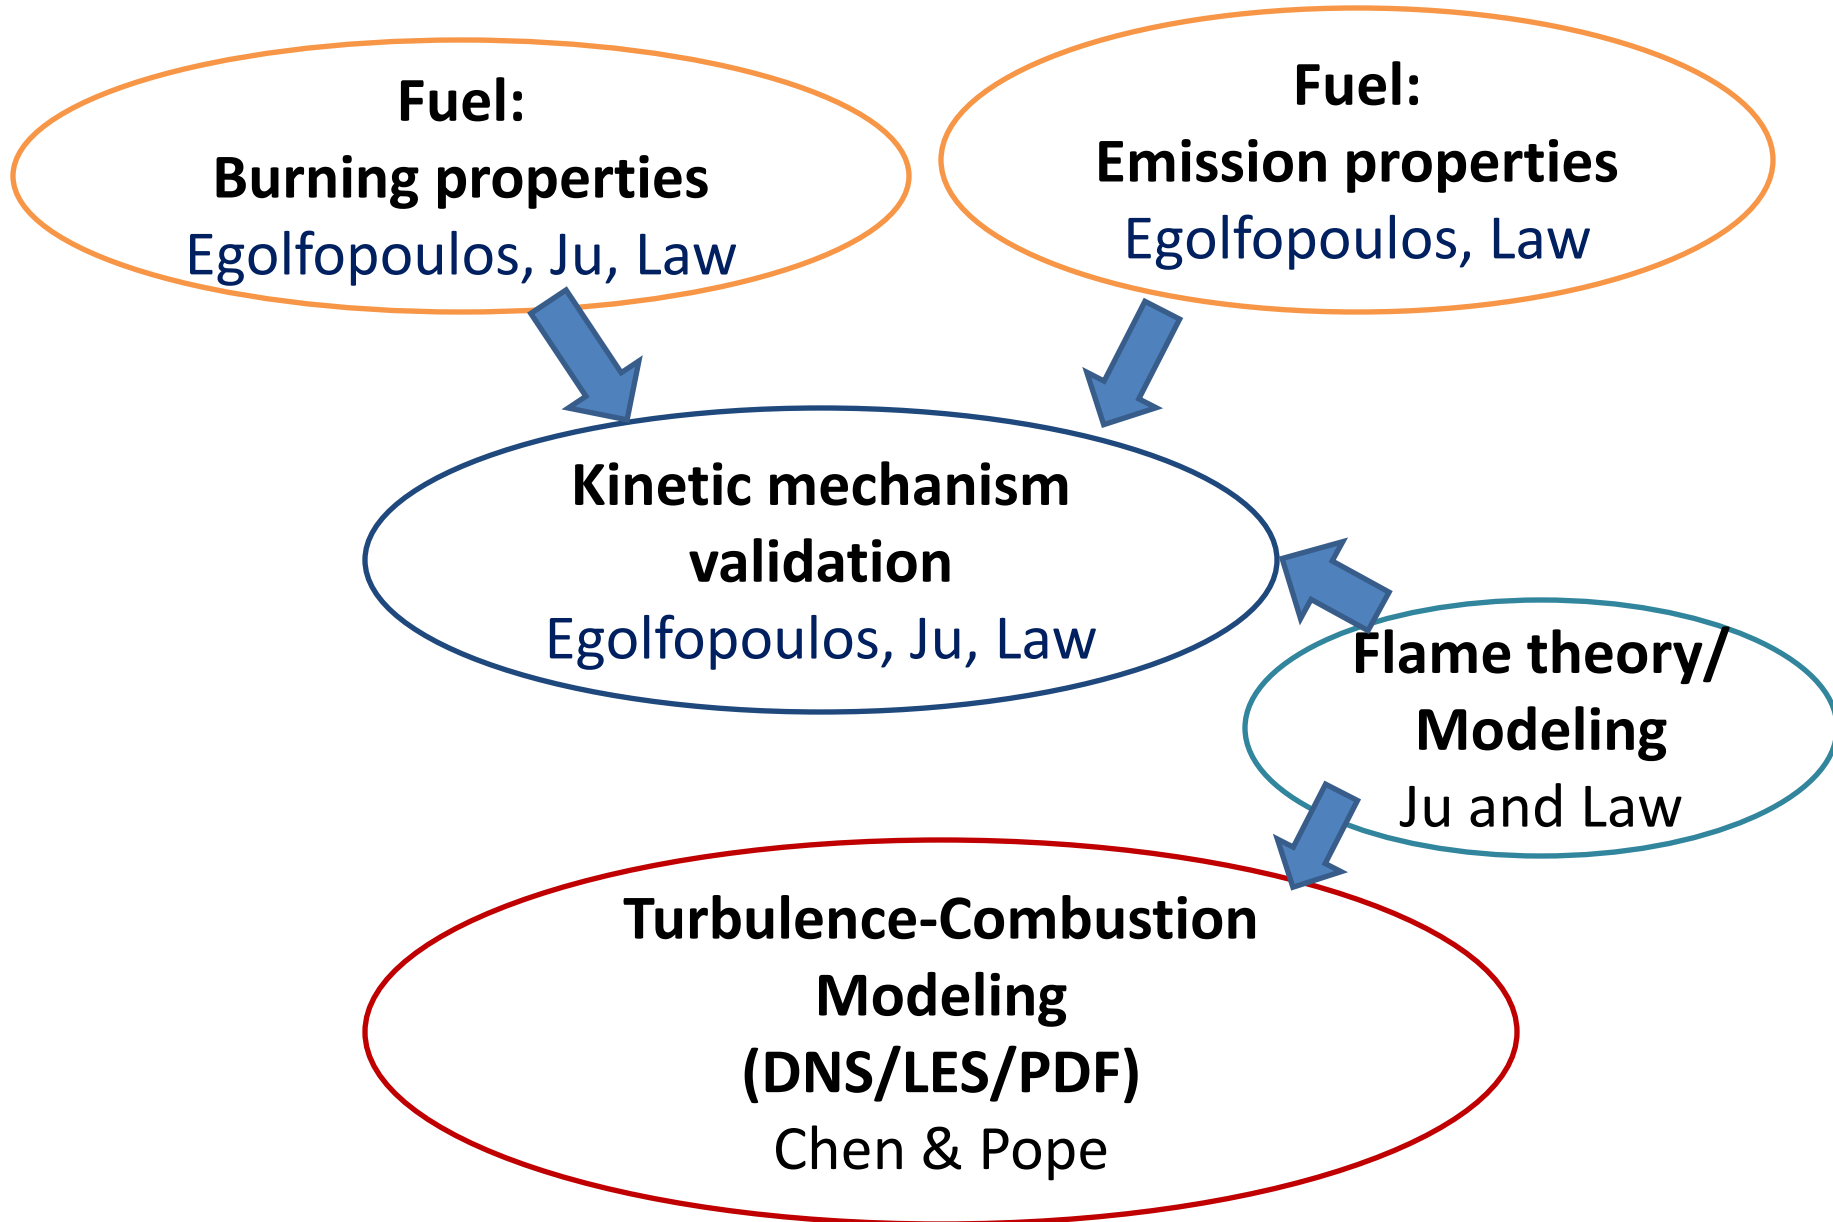 Fuel:
Burning properties
Egolfopoulos, Ju, Law
Fuel:
Emission properties
Egolfopoulos, Law
Kinetic mechanism
validation
Egolfopoulos, Ju, Law
Flame theory/
Modeling
Ju and Law
Turbulence-Combustion
Modeling
(DNS/LES/PDF)
Chen & Pope